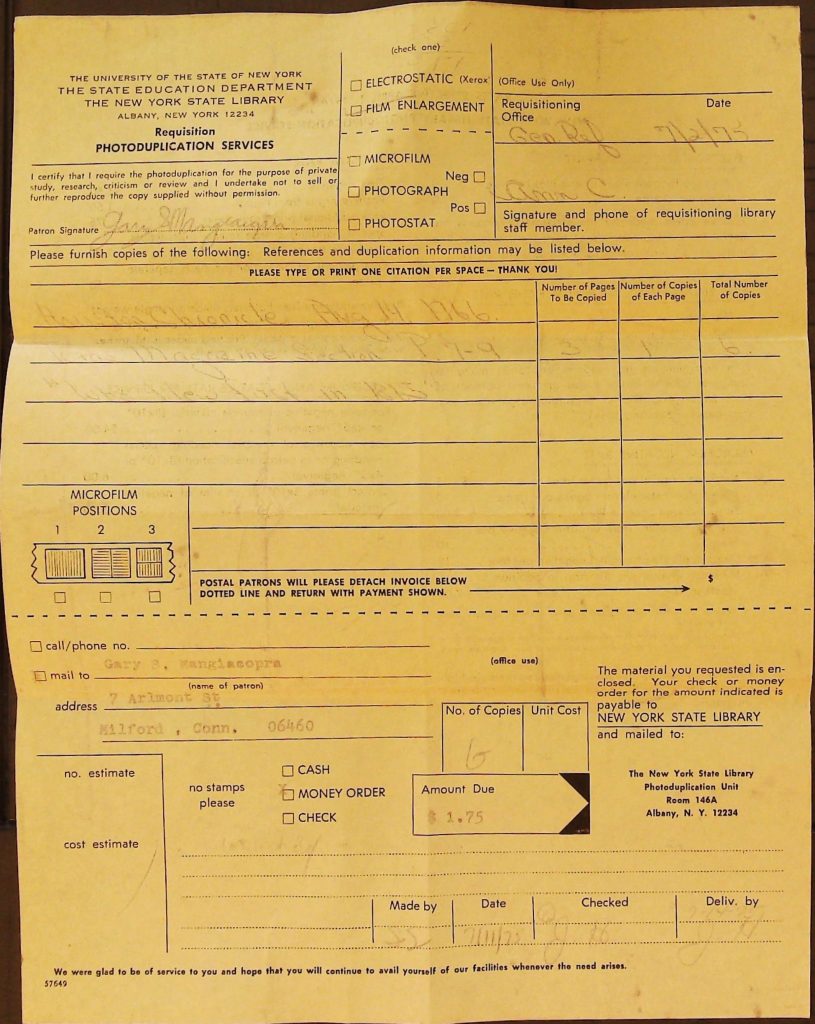 THE UNIVERSITY OF THE STATE OF NEW YORK
THE STATE EDUCATION DEPARTMENT
THE NEW YORK STATE LIBRARY
ALBANY, NEW YORK 12234
Requisition
PHOTODUPLICATION SERVICES
I certify that I require the photoduplication for the purpose of private
study, research, criticism or review and I undertake not to sell or
further reproduce the copy supplied without permission.
Patron Signature
(check one)
ELECTROSTATIC (Xerox
FILM ENLARGEMENT
MICROFILM
Neg
PHOTOGRAPH
Pos
PHOTOSTAT
(Office Use Only)
Requisitioning Date
Office
7/2/75
Ann C.
Signature and phone of requisitioning library
staff member.
Please furnish copies of the following: References and duplication information may be listed below.
PLEASE TYPE OR PRINT ONE CITATION PER SPACE — THANK YOU!
Number of Pages Number of Copies Total Number
To Be Copied of Each Page of Copies
Chronicle Aug 14,
Magazine Section P. 7-9 3 1 6
in
MICROFILM
POSITIONS
1 2 3
POSTAL PATRONS WILL PLEASE DETACH INVOICE BELOW
DOTTED LINE AND RETURN WITH PAYMENT SHOWN.
$
call/phone no.
Gary S. Mangiacopra
mail to
(name of patron)
7 Arlmont St
address
Milford , Conn. 06460
(office use)
No. of Copies Unit Cost
6
The material you requested is en-
closed. Your check or money
order for the amount indicated is
payable to
NEW YORK STATE LIBRARY
and mailed to:
The New York State Library
Photoduplication Unit
Room 146A
Albany, N. Y. 12234
no. estimate
cost estimate
no stamps
please
CASH
MONEY ORDER
CHECK
Amount Due
$ 1.75
Made by Date Checked Deliv. by
We were glad to be of service to you and hope that you will continue to avail yourself of our facilities whenever the need arises.
57649